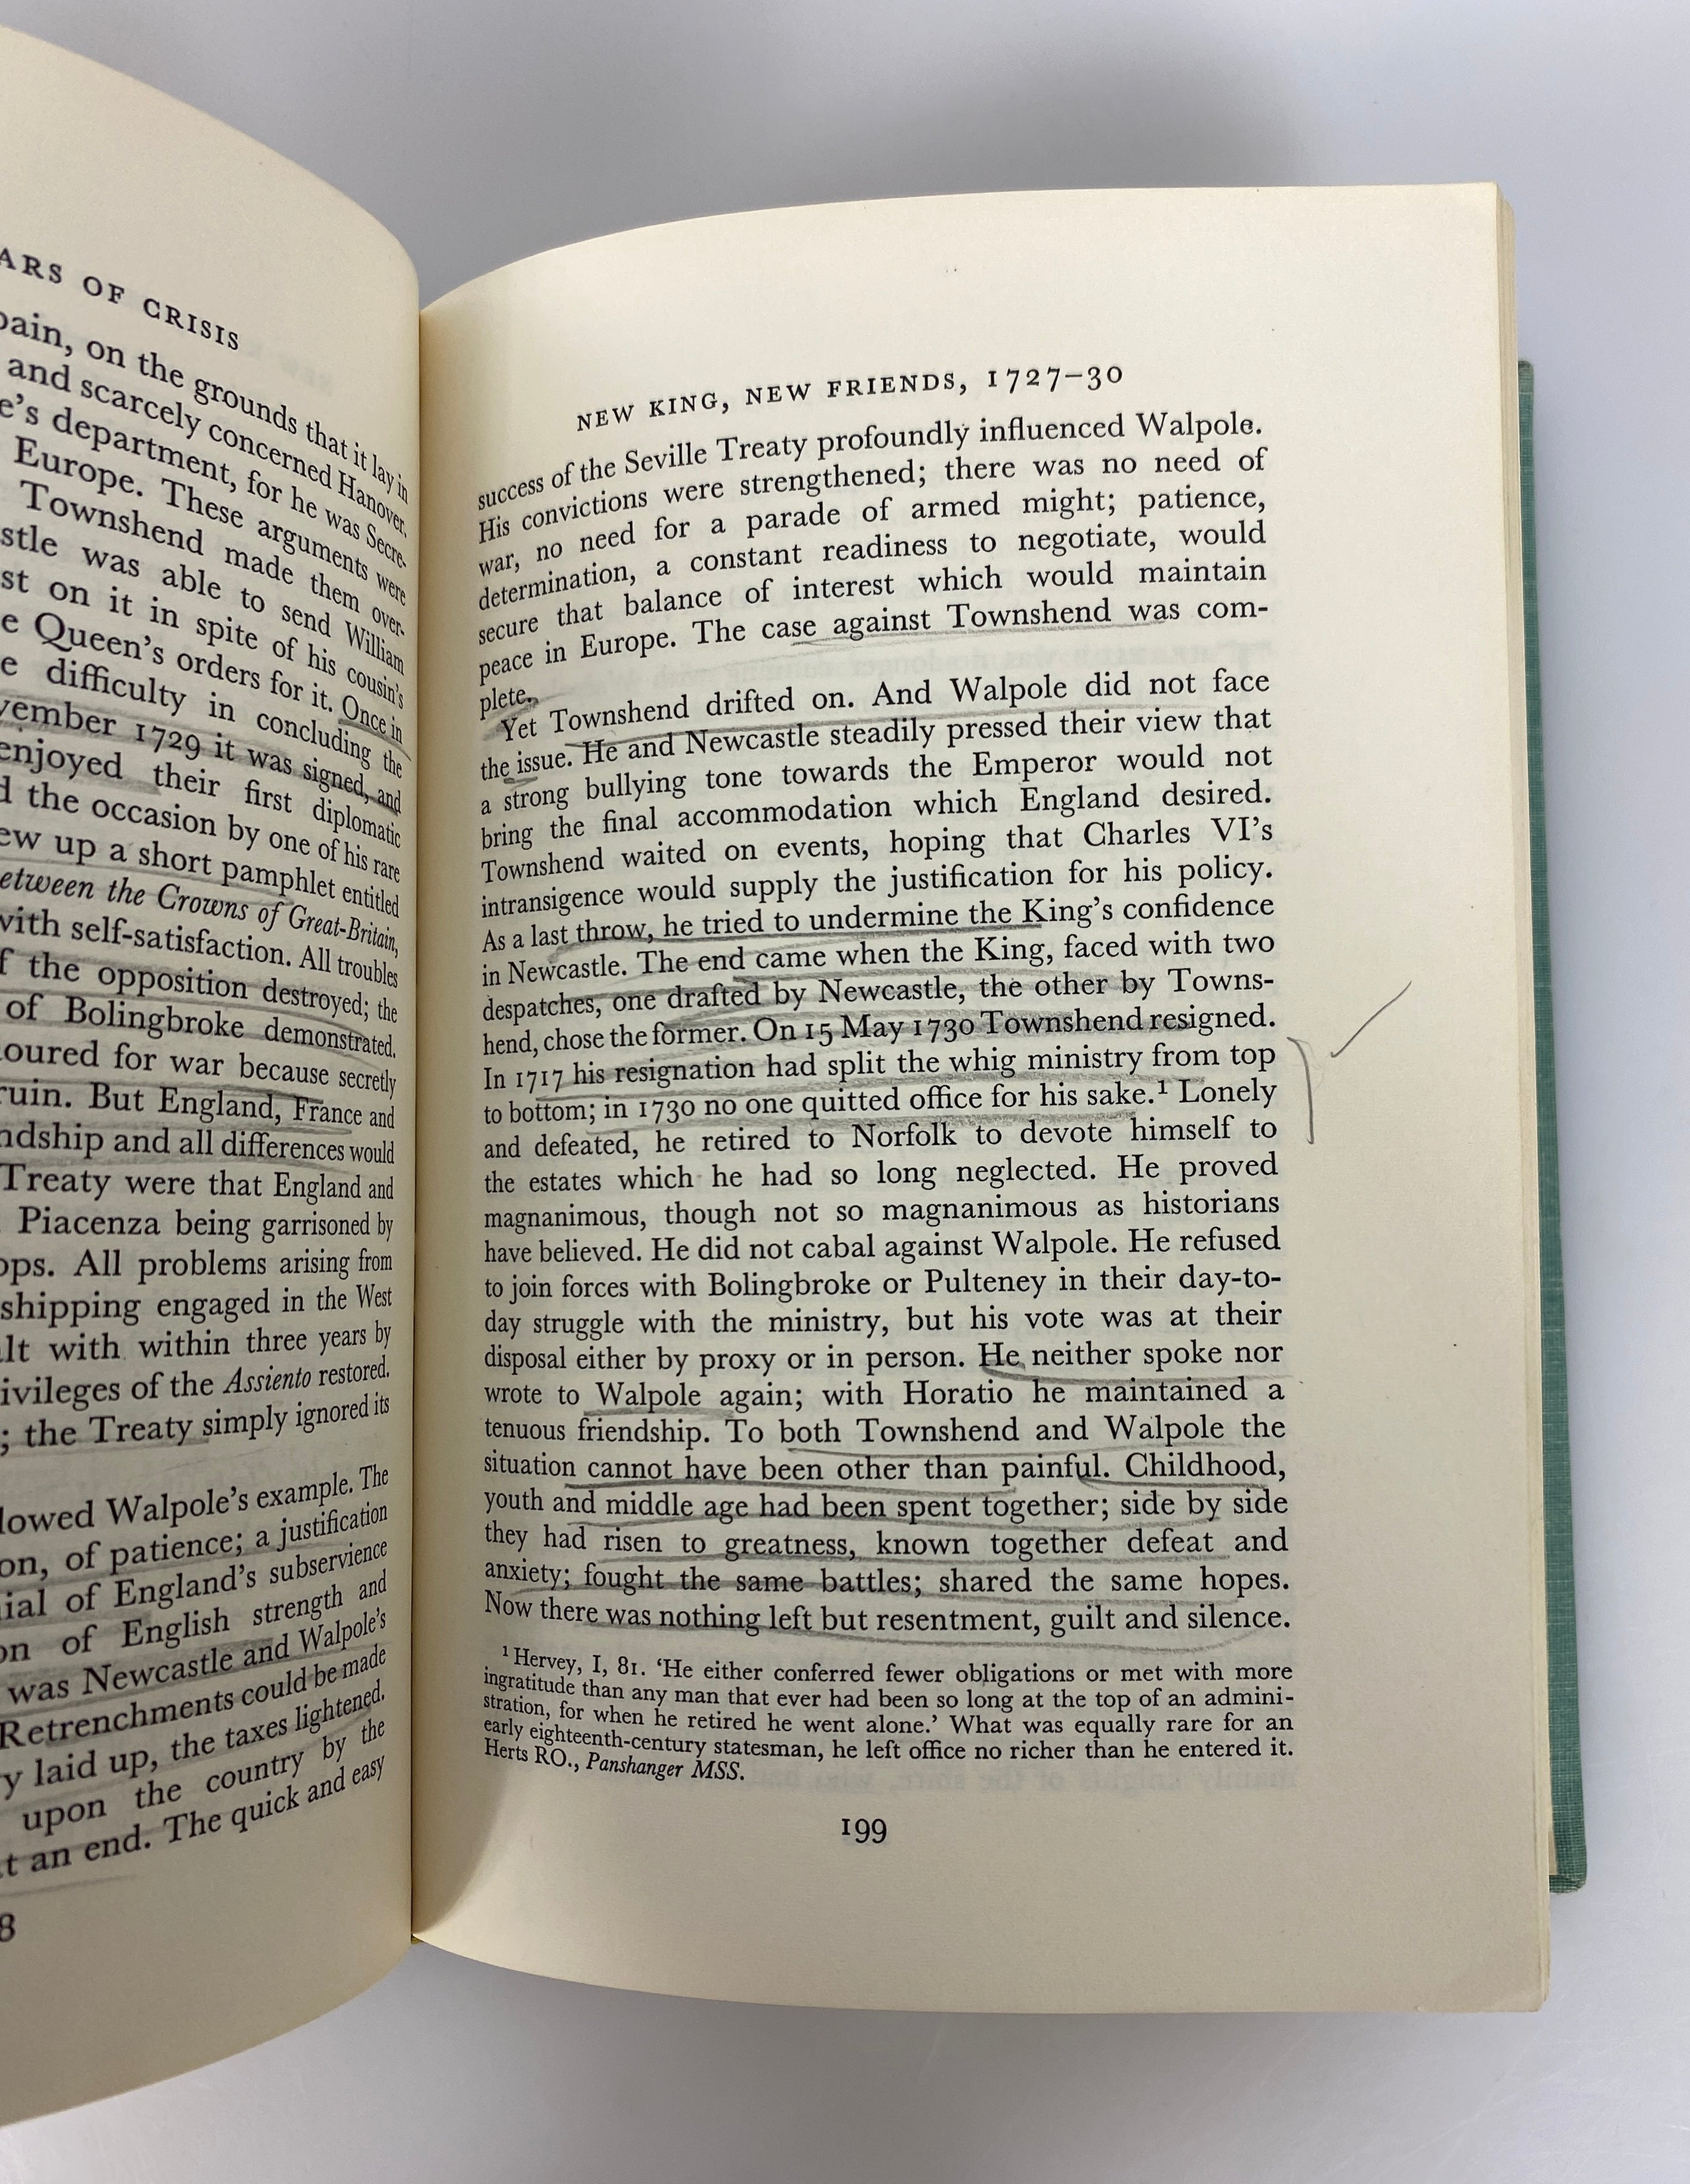 ARS OF CRISIS
pain, on the grounds that it lay in
and scarcely concerned Hanover.
e's department, for he was Secre-
Europe. These arguments were
Townshend made them over-
stle was able to send William
st on it in spite of his cousin's
e Queen's orders for it. Once in
e difficulty in concluding the
vember 1729 it was signed, and
enjoyed their first diplomatic
d the occasion by one of his rare
ew up a short pamphlet entitled
etween the Crowns of Great-Britain,
with self-satisfaction. All troubles
f the opposition destroyed; the
of Bolingbroke demonstrated.
oured for war because secretly
ruin. But England, France and
ndship and all differences would
Treaty were that England and
Piacenza being garrisoned by
ops. All problems arising from
shipping engaged in the West
alt with within three years by
ivileges of the Assiento restored.
; the Treaty simply ignored its
lowed Walpole's example. The
on, of patience; a justification
ial of England's subservience
on of English strength and
was Newcastle and Walpole's
Retrenchments could be made
y laid up, the taxes lightened.
upon the country by the
t an end. The quick and easy
8
NEW KING, NEW FRIENDS, 1727–30
success of the Seville Treaty profoundly influenced Walpole.
His convictions were strengthened; there was no need of
war, no need for a parade of armed might; patience,
determination, a constant readiness to negotiate, would
secure that balance of interest which would maintain
peace in Europe. The case against Townshend was com-
plete.
Yet Townshend drifted on. And Walpole did not face
the issue. He and Newcastle steadily pressed their view that
a strong bullying tone towards the Emperor would not
bring the final accommodation which England desired.
Townshend waited on events, hoping that Charles VI's
intransigence would supply the justification for his policy.
As a last throw, he tried to undermine the King's confidence
in Newcastle. The end came when the King, faced with two
despatches, one drafted by Newcastle, the other by Towns-
hend, chose the former. On 15 May 1730 Townshend resigned.
In 1717 his resignation had split the whig ministry from top
to bottom; in 1730 no one quitted office for his sake.¹ Lonely
and defeated, he retired to Norfolk to devote himself to
the estates which he had so long neglected. He proved
magnanimous, though not so magnanimous as historians
have believed. He did not cabal against Walpole. He refused
to join forces with Bolingbroke or Pulteney in their day-to-
day struggle with the ministry, but his vote was at their
disposal either by proxy or in person. He neither spoke nor
wrote to Walpole again; with Horatio he maintained a
tenuous friendship. To both Townshend and Walpole the
situation cannot have been other than painful. Childhood,
youth and middle age had been spent together; side by side
they had risen to greatness, known together defeat and
anxiety; fought the same battles; shared the same hopes.
Now there was nothing left but resentment, guilt and silence.
¹ Hervey, I, 81. 'He either conferred fewer obligations or met with more
ingratitude than any man that ever had been so long at the top of an admini-
stration, for when he retired he went alone.' What was equally rare for an
early eighteenth-century statesman, he left office no richer than he entered it.
Herts RO., Panshanger MSS.
199